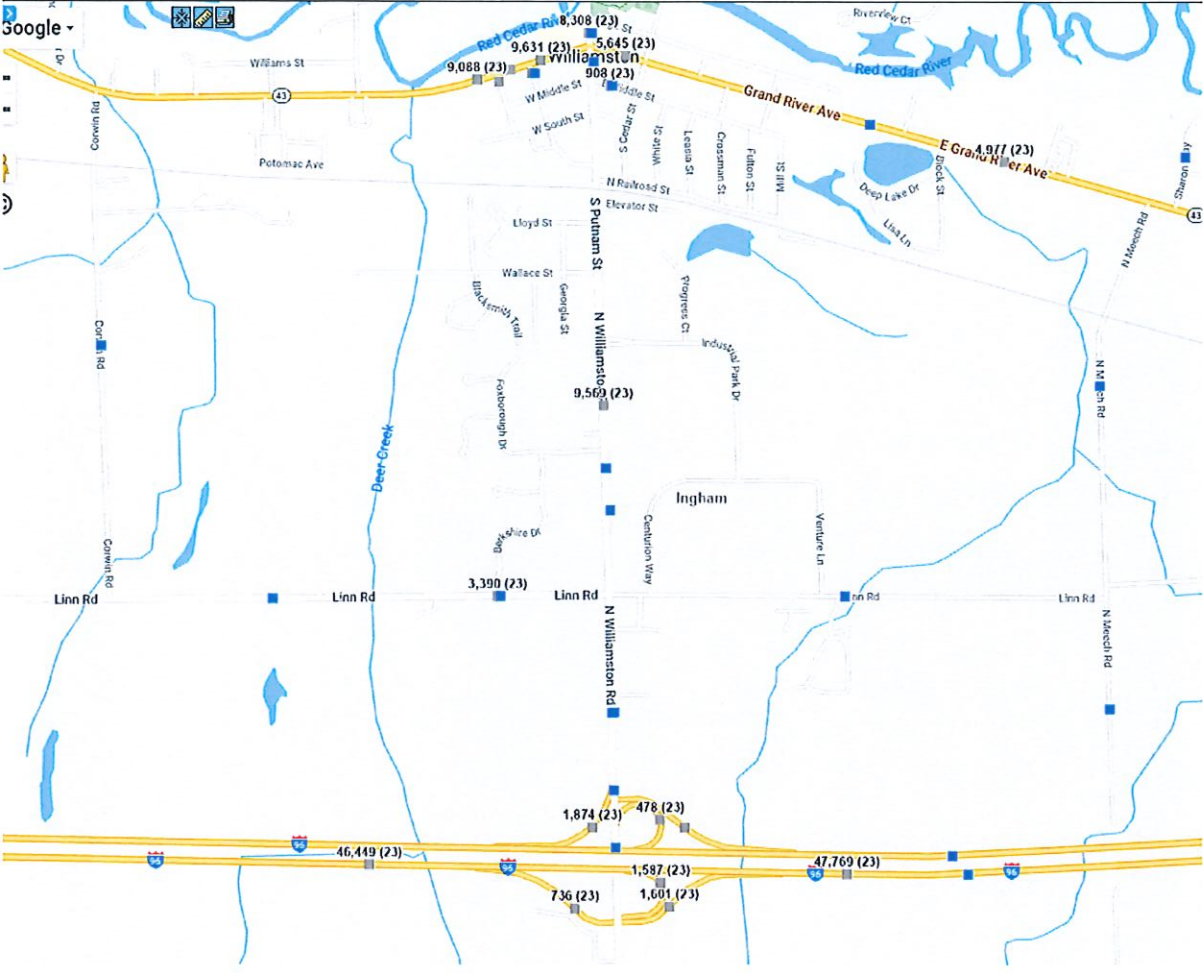 Google
8,308 (23)
Red Cedar Riv
9,631 (23)
5,645 (23)
Williamston
9,088 (23)
908 (23)
Riverview Ct
Red Cedar River
Williams St
W Middle St
43
Corwin Rd
W South St
S Cedar St
White St
Leasia St
Crossman St
Fulton St
Mill St
Grand River Ave
E Grand River Ave
4,977 (23)
Block St
Sharon
Potomac Ave
N Railroad St
Elevator St
Deep Lake Dr
Lisa Ln
43
N Meech Rd
Lloyd St
S Putnam St
Wallace St
Blacksmith Trail
Georgia St
Progress Ct
N Williamsto
Industrial Park Dr
9,569 (23)
Foxborough Dr
Deer Creek
Ingham
Berkshire Dr
Centurion Way
Venture Ln
Corwin Rd
3,390 (23)
Linn Rd
Linn Rd
Linn Rd
nn Rd
Linn Rd
N Williamston Rd
N Meech Rd
1,874 (23)
478 (23)
96
96
46,449 (23)
96
1,587 (23)
47,769 (23)
96
96
736 (23)
1,601 (23)